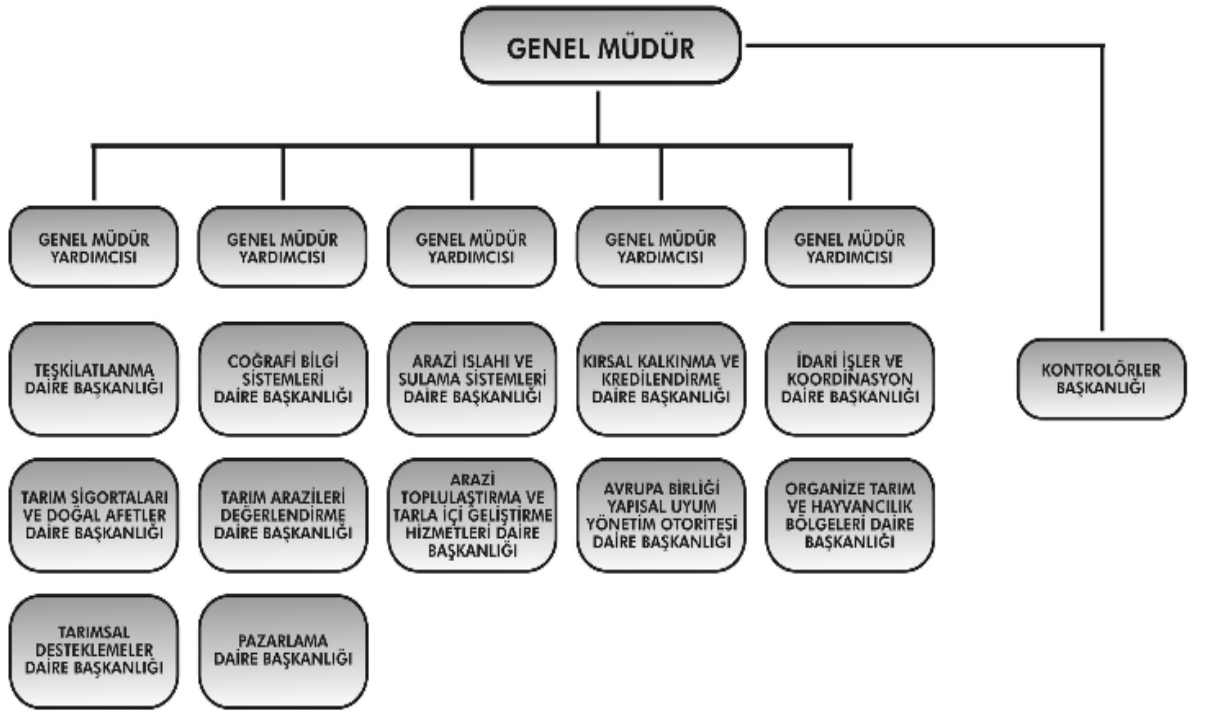 GENEL MÜDÜR
GENEL MÜDÜR
YARDIMCISI
GENEL MÜDÜR
YARDIMCISI
GENEL MÜDÜR
YARDIMCISI
GENEL MÜDÜR
YARDIMCISI
GENEL MÜDÜR
YARDIMCISI
TEŞKİLATLANMA
DAİRE BAŞKANLIĞI
COĞRAFİ BİLGİ
SİSTEMLERİ
DAİRE BAŞKANLIĞI
ARAZİ ISLAHI VE
SULAMA SİSTEMLERİ
DAİRE BAŞKANLIĞI
KIRSAL KALKINMA VE
KREDİLENDİRME
DAİRE BAŞKANLIĞI
İDARİ İŞLER VE
KOORDİNASYON
DAİRE BAŞKANLIĞI
KONTROLÖRLER
BAŞKANLIĞI
TARIM SİGORTALARI
VE DOĞAL AFETLER
DAİRE BAŞKANLIĞI
TARIM ARAZİLERİ
DEĞERLENDİRME
DAİRE BAŞKANLIĞI
ARAZİ
TOPLULAŞTIRMA VE
TARLA İÇİ GELİŞTİRME
HİZMETLERİ DAİRE
BAŞKANLIĞI
AVRUPA BİRLİĞİ
YAPISAL UYUM
YÖNETİM OTORİTESİ
DAİRE BAŞKANLIĞI
ORGANİZE TARIM
VE HAYVANCILIK
BÖLGELERİ DAİRE
BAŞKANLIĞI
TARIMSAL
DESTEKLEMELER
DAİRE BAŞKANLIĞI
PAZARLAMA
DAİRE BAŞKANLIĞI